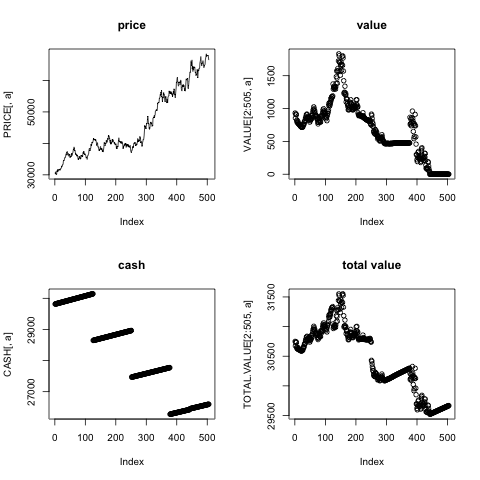 price
PRICE[, a]
30000 50000
0 100 200 300 400 500
Index
value
VALUE[2:505, a]
0 500 1000 1500
0 100 200 300 400 500
Index
cash
CASH[, a]
27000 29000
0 100 200 300 400 500
Index
total value
TOTAL.VALUE[2:505, a]
29500 30500 31500
0 100 200 300 400 500
Index